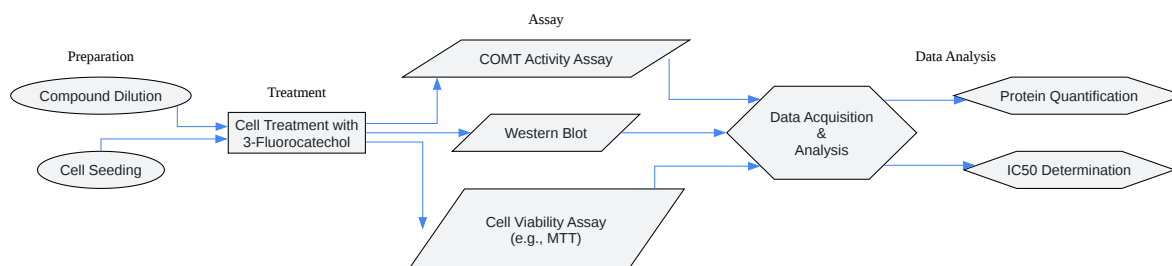 Preparation
Compound Dilution
Cell Seeding
Treatment
Cell Treatment with
3-Fluorocatechol
Assay
COMT Activity Assay
Western Blot
Cell Viability Assay
(e.g., MTT)
Data Acquisition
&
Analysis
Data Analysis
Protein Quantification
IC50 Determination